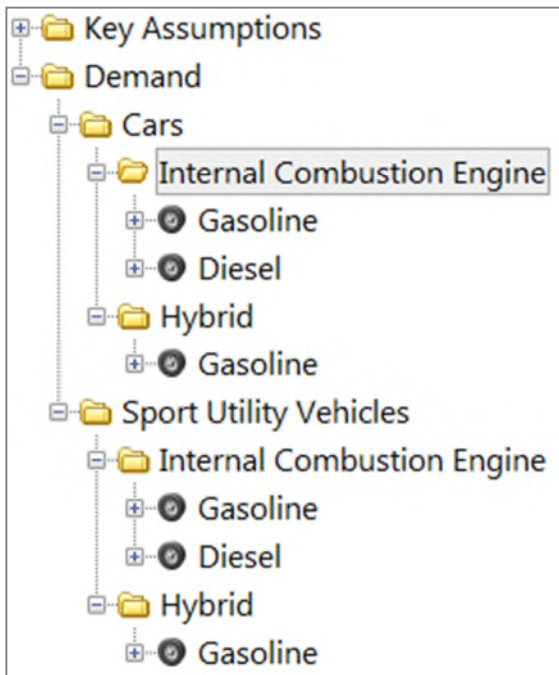 Key Assumptions
Demand
Cars
Internal Combustion Engine
Gasoline
Diesel
Hybrid
Gasoline
Sport Utility Vehicles
Internal Combustion Engine
Gasoline
Diesel
Hybrid
Gasoline